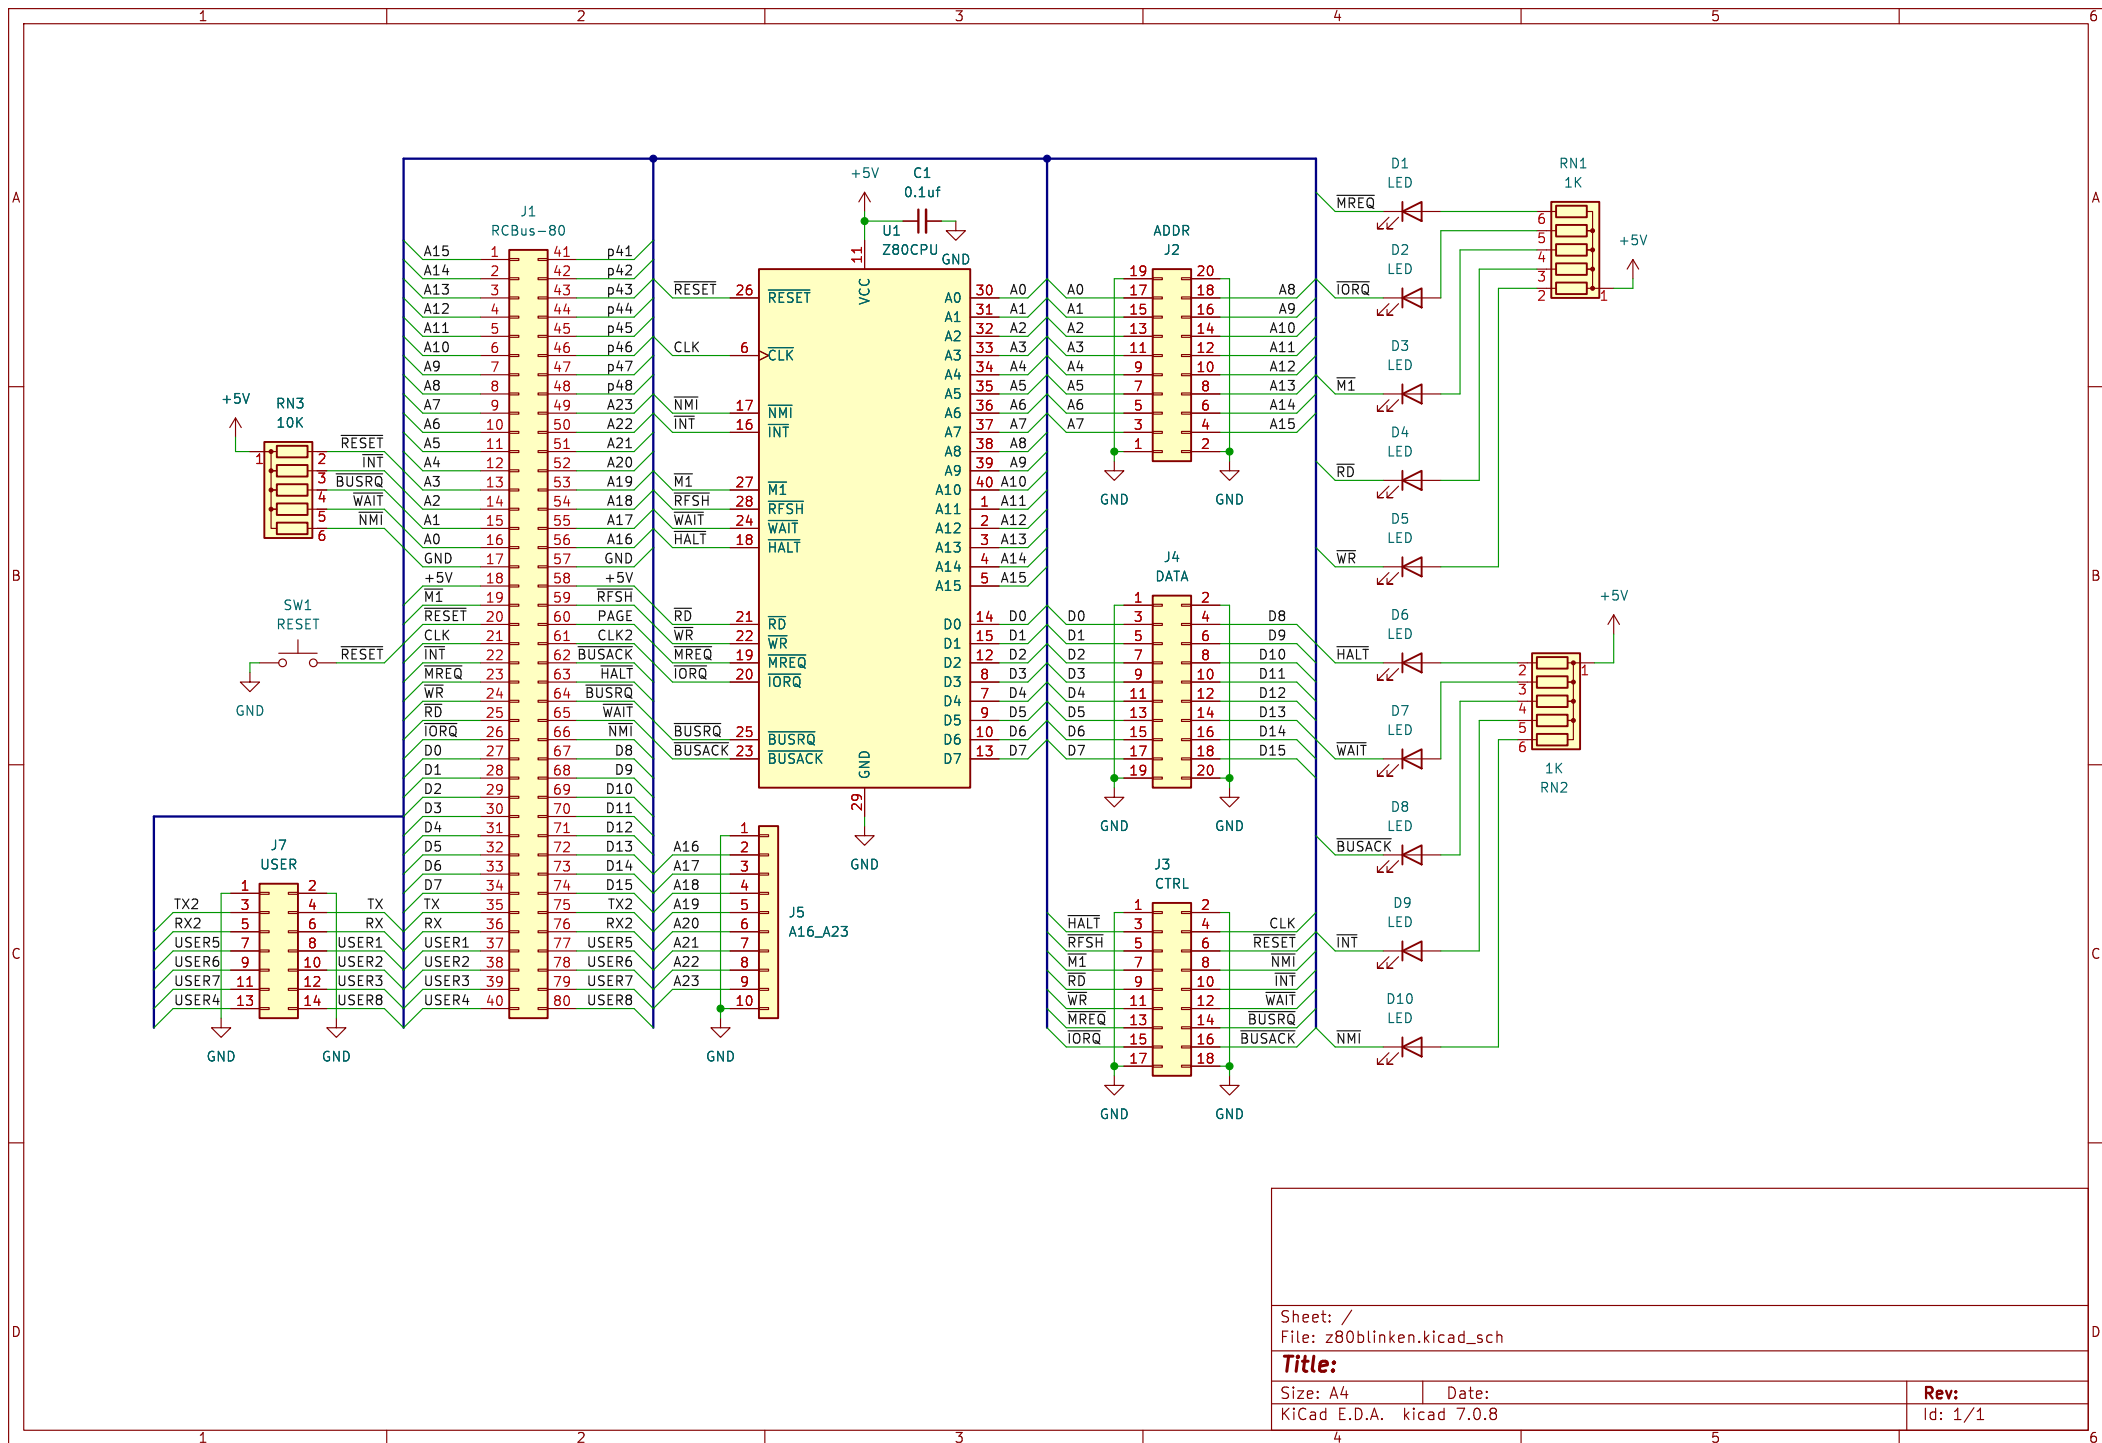 1 2 3 4 5 6
A
B
C
D
A
B
C
D
1 2 3 4 5 6
J1
RCBus-80
A15 1 41 p41
A14 2 42 p42
A13 3 43 p43
A12 4 44 p44
A11 5 45 p45
A10 6 46 p46
A9 7 47 p47
A8 8 48 p48
A7 9 49 A23
A6 10 50 A22
A5 11 51 A21
A4 12 52 A20
A3 13 53 A19
A2 14 54 A18
A1 15 55 A17
A0 16 56 A16
GND 17 57 GND
+5V 18 58 +5V
M1 19 59 RFSH
RESET 20 60 PAGE
CLK 21 61 CLK2
INT 22 62 BUSACK
MREQ 23 63 HALT
WR 24 64 BUSRQ
RD 25 65 WAIT
IORQ 26 66 NMI
D0 27 67 D8
D1 28 68 D9
D2 29 69 D10
D3 30 70 D11
D4 31 71 D12
D5 32 72 D13
D6 33 73 D14
D7 34 74 D15
TX 35 75 TX2
RX 36 76 RX2
USER1 37 77 USER5
USER2 38 78 USER6
USER3 39 79 USER7
USER4 40 80 USER8
+5V
RN3
10K
1
RESET 2
INT 3
BUSRQ 4
WAIT 5
NMI 6
SW1
RESET
RESET
GND
J7
USER
1 2
TX2 3 4 TX
RX2 5 6 RX
USER5 7 8 USER1
USER6 9 10 USER2
USER7 11 12 USER3
USER4 13 14 USER8
GND GND
+5V
C1
0.1uf
GND
U1
Z80CPU
11 VCC
RESET 26 RESET
CLK 6 CLK
NMI 17 NMI
INT 16 INT
M1 27 M1
RFSH 28 RFSH
WAIT 24 WAIT
HALT 18 HALT
RD 21 RD
WR 22 WR
MREQ 19 MREQ
IORQ 20 IORQ
BUSRQ 25 BUSRQ
BUSACK 23 BUSACK
A0 30 A0
A1 31 A1
A2 32 A2
A3 33 A3
A4 34 A4
A5 35 A5
A6 36 A6
A7 37 A7
A8 38 A8
A9 39 A9
A10 40 A10
A11 1 A11
A12 2 A12
A13 3 A13
A14 4 A14
A15 5 A15
D0 14 D0
D1 15 D1
D2 12 D2
D3 8 D3
D4 7 D4
D5 9 D5
D6 10 D6
D7 13 D7
GND 29
GND
1
A16 2
A17 3
A18 4
A19 5
A20 6
A21 7
A22 8
A23 9
10
J5
A16_A23
GND
ADDR
J2
19 20
A0 17 18 A8
A1 15 16 A9
A2 13 14 A10
A3 11 12 A11
A4 9 10 A12
A5 7 8 A13
A6 5 6 A14
A7 3 4 A15
1 2
GND GND
J4
DATA
1 2
D0 3 4 D8
D1 5 6 D9
D2 7 8 D10
D3 9 10 D11
D4 11 12 D12
D5 13 14 D13
D6 15 16 D14
D7 17 18 D15
19 20
GND GND
J3
CTRL
1 2
HALT 3 4 CLK
RFSH 5 6 RESET
M1 7 8 NMI
RD 9 10 INT
WR 11 12 WAIT
MREQ 13 14 BUSRQ
IORQ 15 16 BUSACK
17 18
GND GND
D1
LED
MREQ
D2
LED
IORQ
D3
LED
M1
D4
LED
RD
D5
LED
WR
D6
LED
HALT
D7
LED
WAIT
D8
LED
BUSACK
D9
LED
INT
D10
LED
NMI
RN1
1K
6
5
4
3
2 1
+5V
+5V
2 1
3
4
5
6
1K
RN2
Sheet: /
File: z80blinken.kicad_sch
Title:
Size: A4 Date: Rev:
KiCad E.D.A. kicad 7.0.8 Id: 1/1